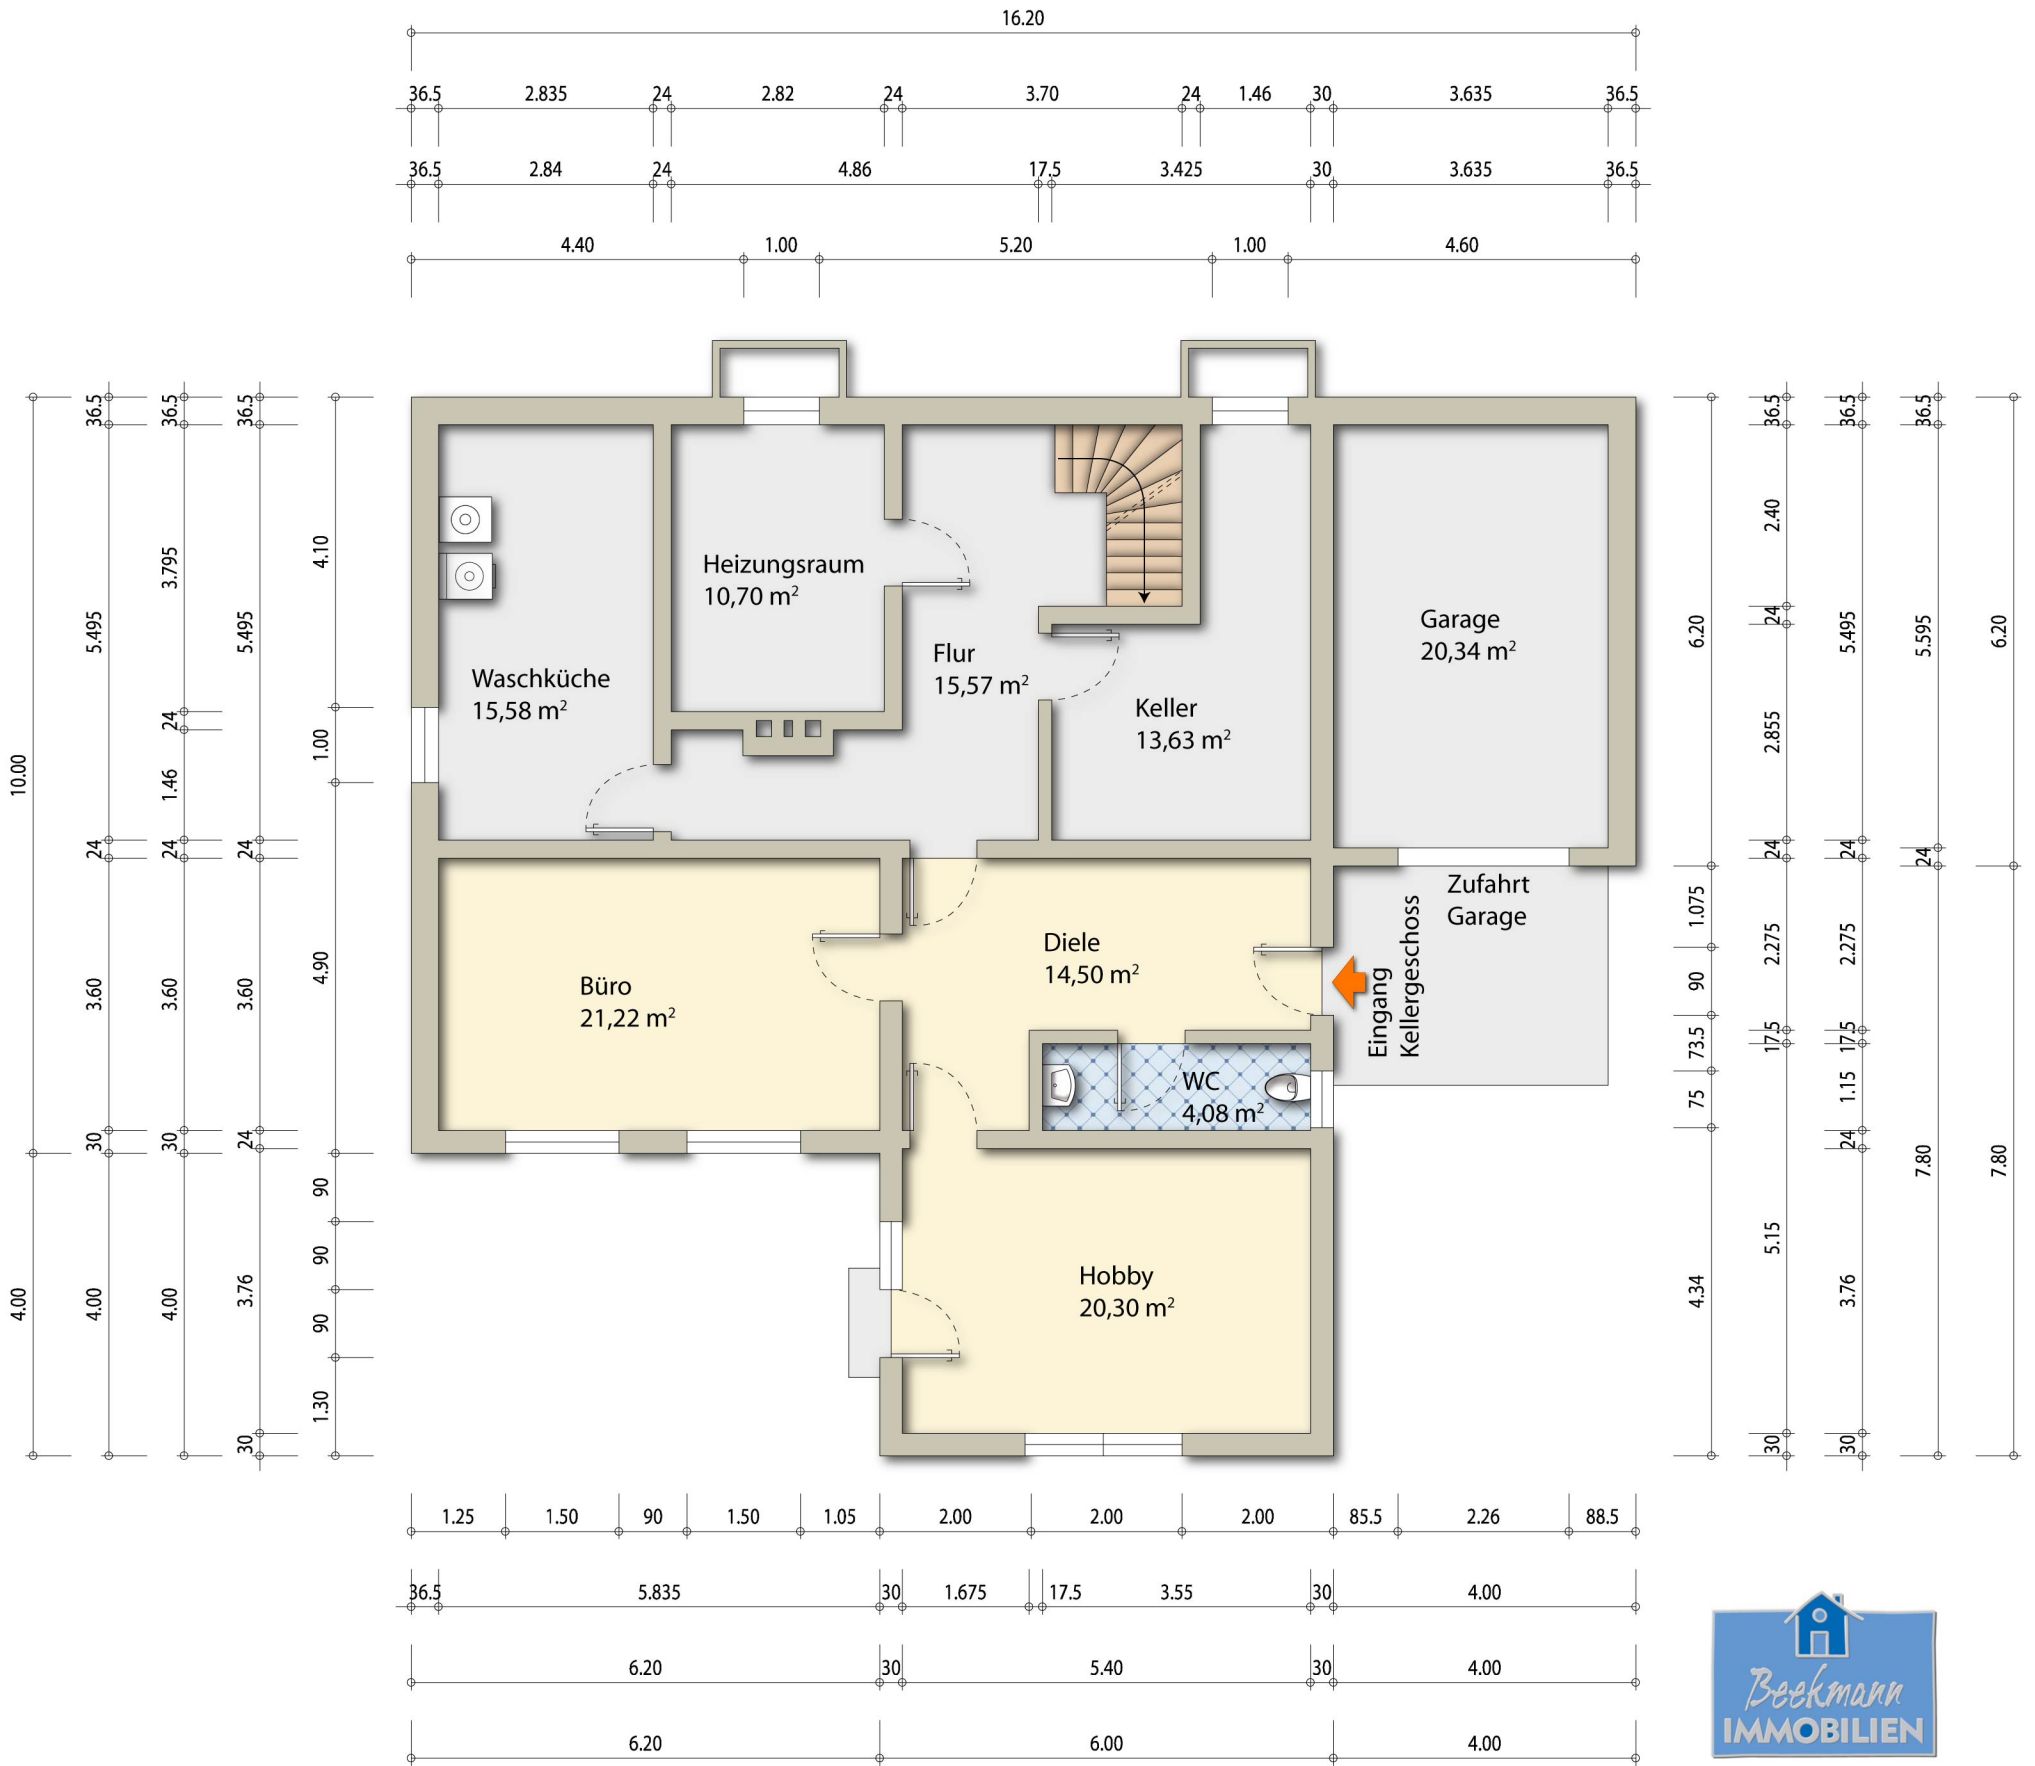 16.20
36.5 2.835 24 2.82 24 3.70 24 1.46 30 3.635 36.5
36.5 2.84 24 4.86 17.5 3.425 30 3.635 36.5
4.40 1.00 5.20 1.00 4.60
10.00 4.00
36.5 5.495 24 3.60 30 4.00
36.5 3.795 24 1.46 24 3.60 30 4.00
36.5 5.495 24 3.60 24 3.76 30
4.10 1.00 4.90 90 90 90 1.30
Heizungsraum
10,70 m²
Garage
20,34 m²
Flur
15,57 m²
Waschküche
15,58 m²
Keller
13,63 m²
Zufahrt
Garage
Eingang
Kellergeschoss
Diele
14,50 m²
Büro
21,22 m²
WC
4,08 m²
Hobby
20,30 m²
6.20 1.075 90 73.5 75 4.34
36.5 2.40 24 2.855 24 2.275 17.5 5.15 30
36.5 5.495 24 2.275 17.5 1.15 24 3.76 30
36.5 5.595 24 7.80
6.20 7.80
1.25 1.50 90 1.50 1.05 2.00 2.00 2.00 85.5 2.26 88.5
36.5 5.835 30 1.675 17.5 3.55 30 4.00
6.20 30 5.40 30 4.00
6.20 6.00 4.00
Beekmann
IMMOBILIEN